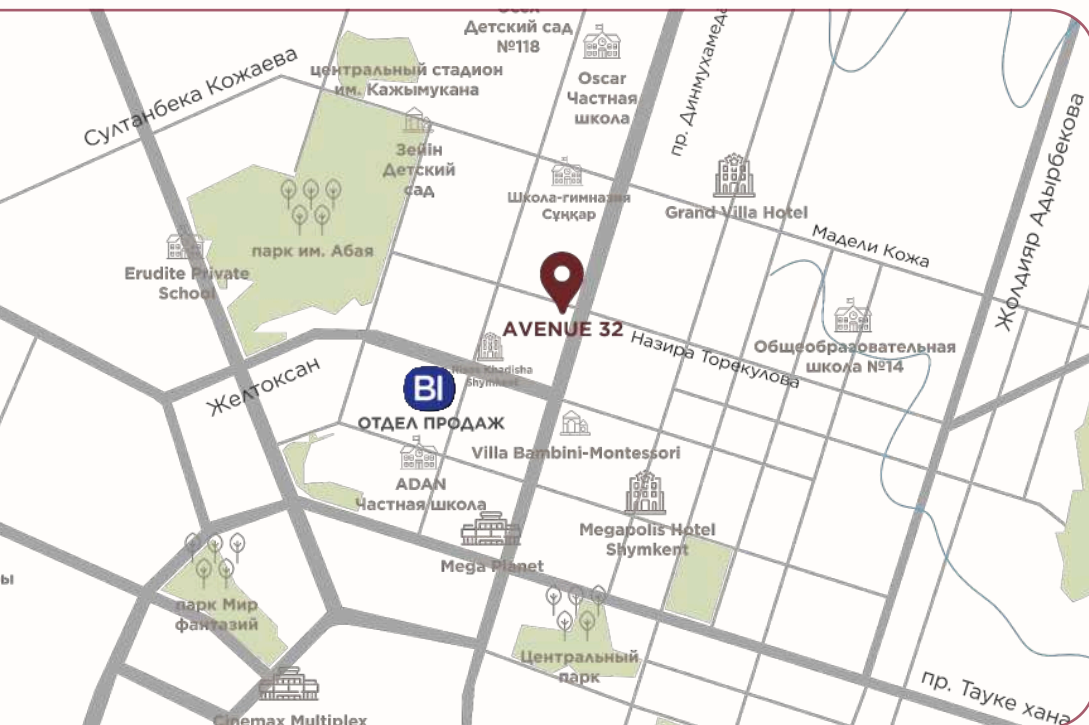 Детский сад
№118
Султанбека Кожаева
центральный стадион
им. Кажымукана
Oscar
Частная
школа
пр. Динмухамед
Жолдияр Адырбекова
Зейін
Детский
сад
Школа-гимназия
Сұңқар
Grand Villa Hotel
Мадели Кожа
парк им. Абая
Erudite Private
School
AVENUE 32
Назира Торекулова
Общеобразовательная
школа №14
Khadisha
Shymkent
Желтоксан
BI
ОТДЕЛ ПРОДАЖ
Villa Bambini-Montessori
ADAN
Частная школа
Megapolis Hotel
Shymkent
Mega Planet
ы
парк Мир
фантазий
Центральный
парк
пр. Тауке хана
Cinemax Multiplex